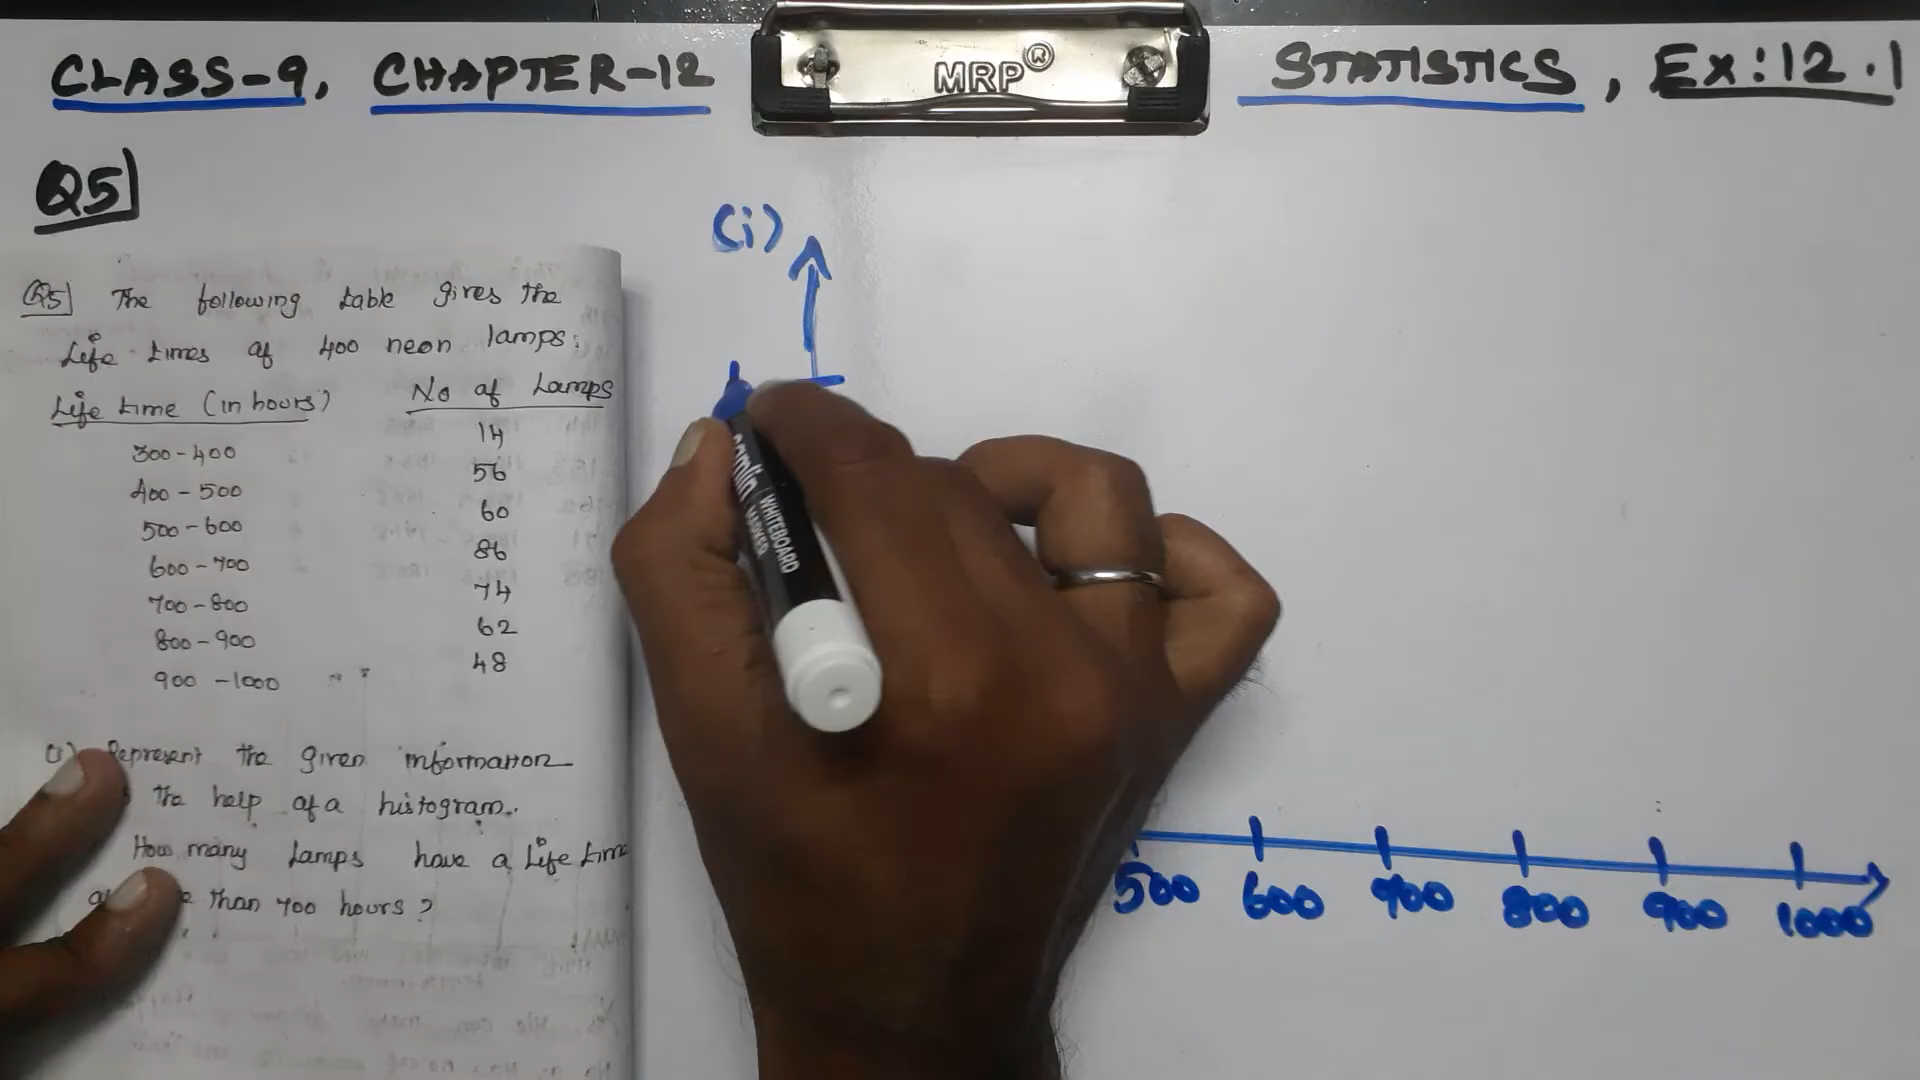 CLASS-9, CHAPTER-12
MRP®
STATISTICS, Ex:12.1
Q5
(i)
Q5 The following table gives the
Life times of 400 neon lamps:
Life time (in hours) No of Lamps
300-400 14
400-500 56
500-600 60
600-700 86
700-800 74
800-900 62
900-1000 48
Represent the given information
the help of a histogram.
How many Lamps have a Life time
than 700 hours?
camlin
WHITEBOARD
MARKER
500 600 700 800 900 1000